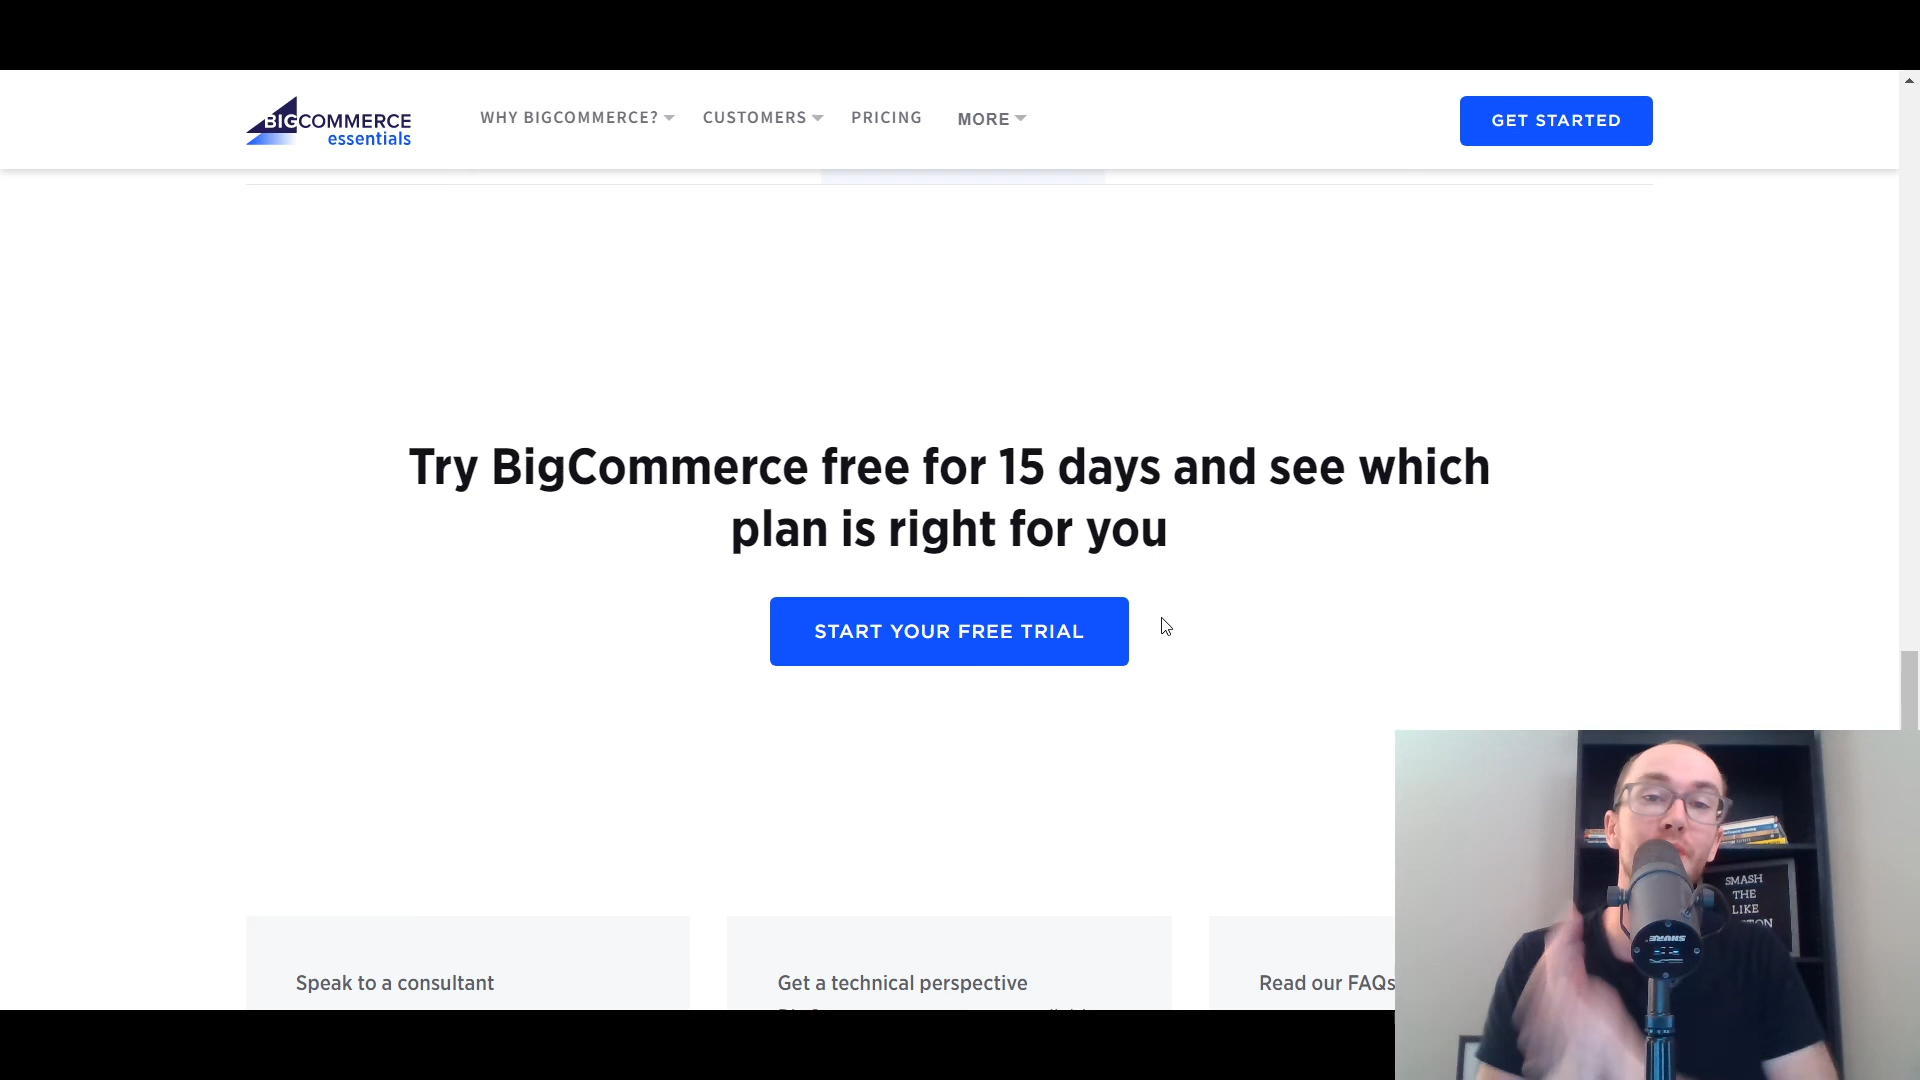 BIGCOMMERCE
essentials
WHY BIGCOMMERCE?
CUSTOMERS
PRICING
MORE
GET STARTED
Try BigCommerce free for 15 days and see which
plan is right for you
START YOUR FREE TRIAL
Speak to a consultant
Get a technical perspective
Read our FAQs
SMASH
THE
LIKE
SHURE